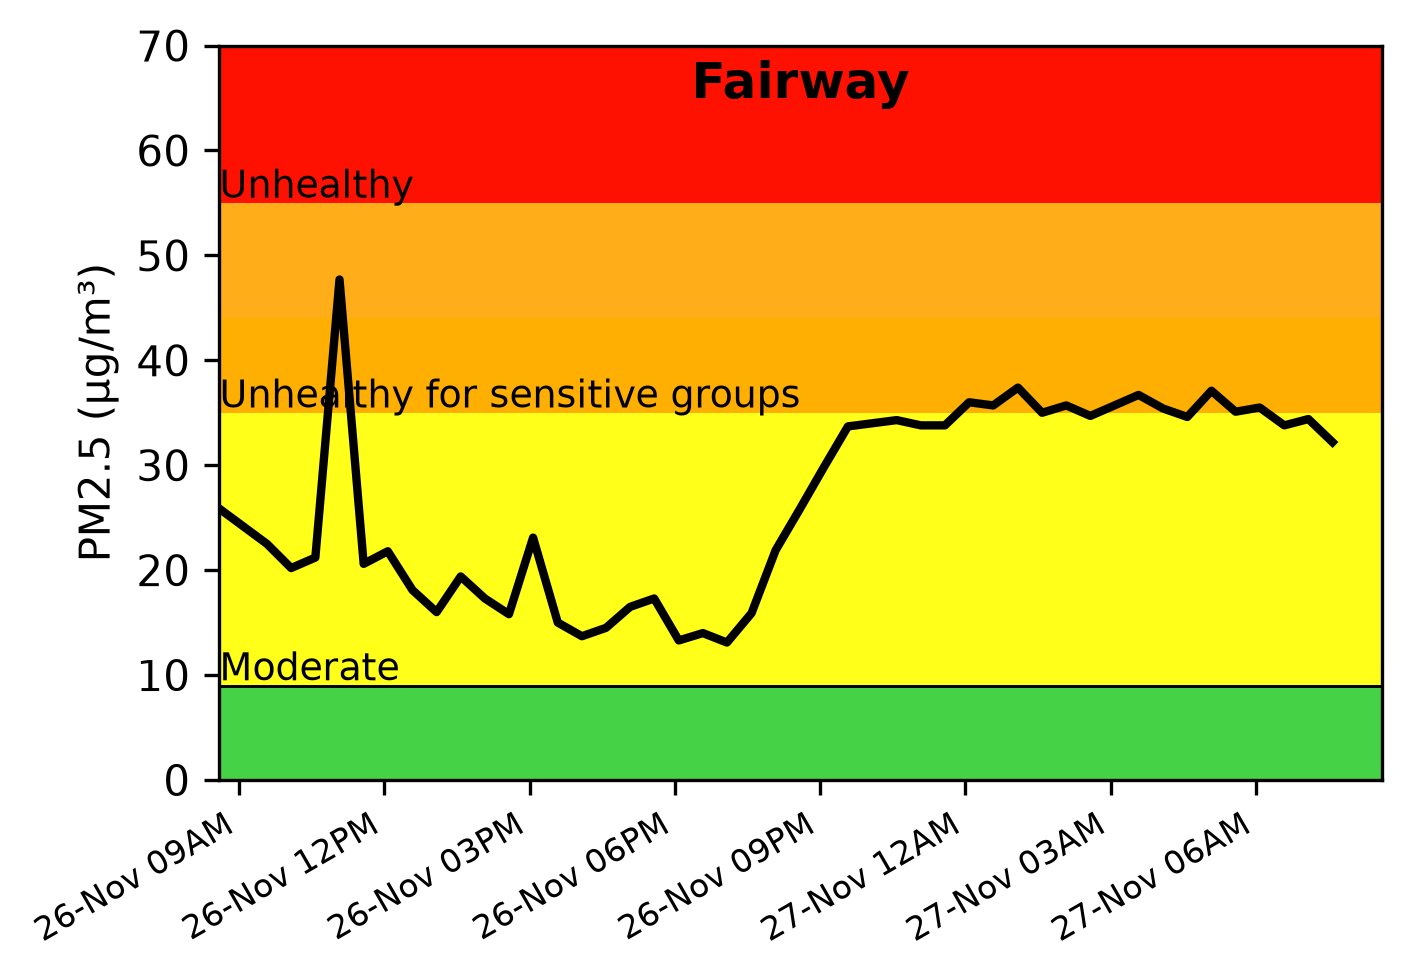 Fairway
PM2.5 (µg/m³)
70
60
50
40
30
20
10
0
Unhealthy
Unhealthy for sensitive groups
Moderate
26-Nov 09AM
26-Nov 12PM
26-Nov 03PM
26-Nov 06PM
26-Nov 09PM
27-Nov 12AM
27-Nov 03AM
27-Nov 06AM